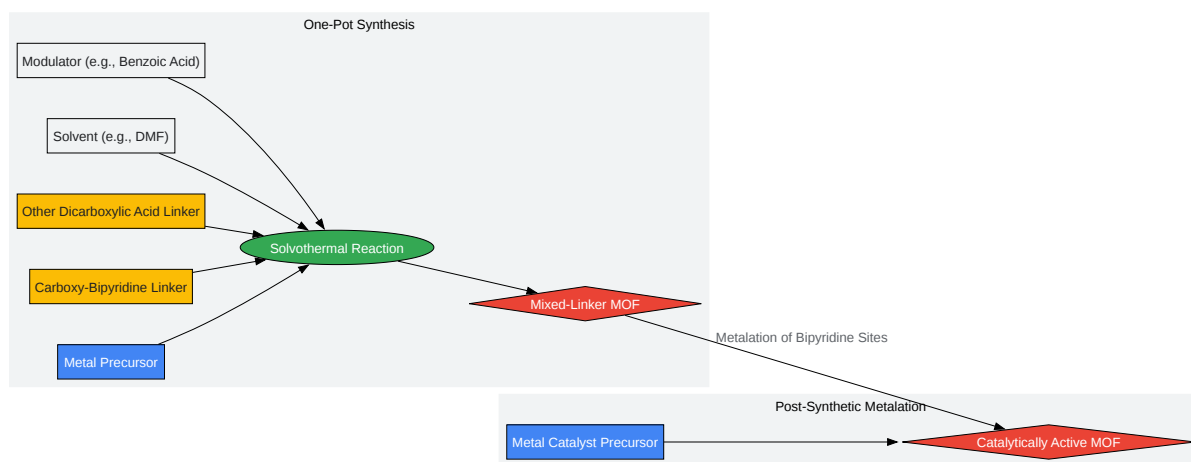 One-Pot Synthesis
Modulator (e.g., Benzoic Acid)
Solvent (e.g., DMF)
Other Dicarboxylic Acid Linker
Solvothermal Reaction
Carboxy-Bipyridine Linker
Mixed-Linker MOF
Metalation of Bipyridine Sites
Metal Precursor
Post-Synthetic Metalation
Metal Catalyst Precursor
Catalytically Active MOF